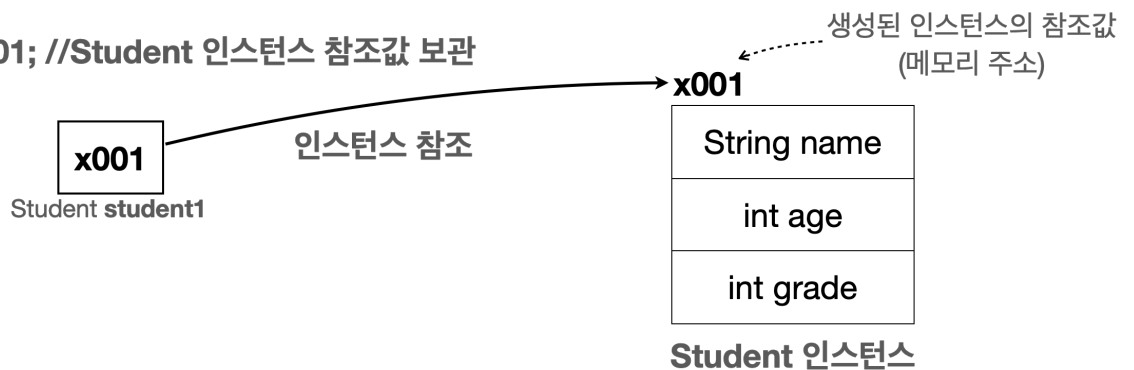 생성된 인스턴스의 참조값
(메모리 주소)
01; //Student 인스턴스 참조값 보관
x001
인스턴스 참조
x001
Student student1
String name
int age
int grade
Student 인스턴스